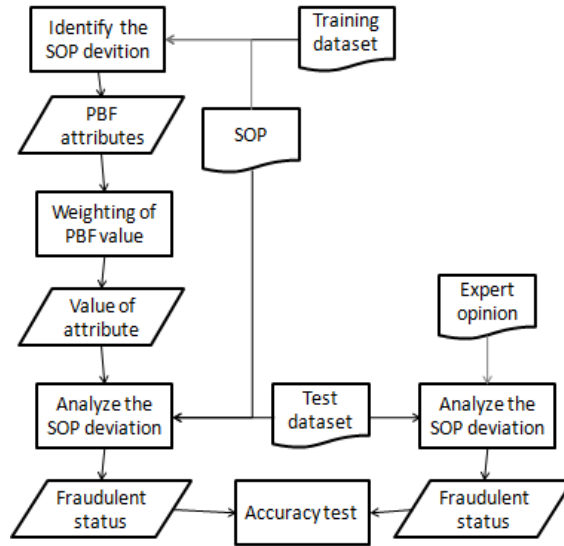 Identify the
SOP devition
Training
dataset
PBF
attributes
SOP
Weighting of
PBF value
Value of
attribute
Expert
opinion
Analyze the
SOP deviation
Test
dataset
Analyze the
SOP deviation
Fraudulent
status
Accuracy test
Fraudulent
status